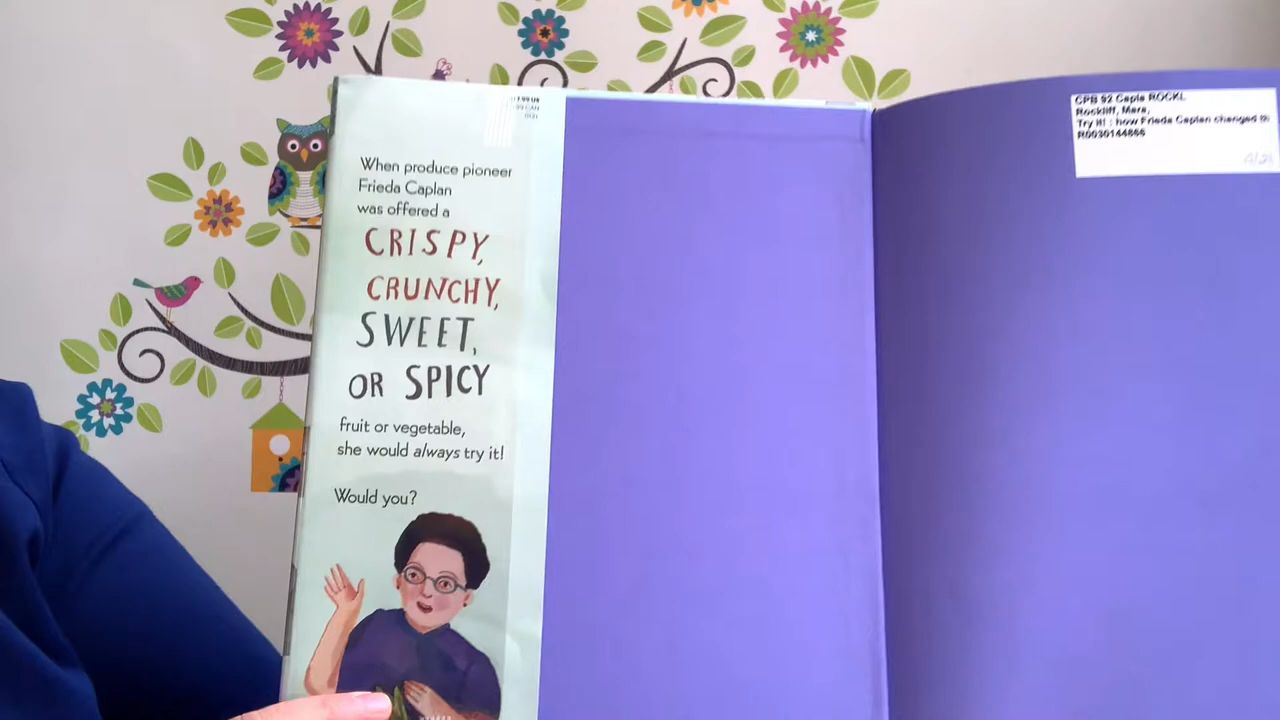 When produce pioneer
Frieda Caplan
was offered a
CRISPY,
CRUNCHY,
SWEET,
OR SPICY
fruit or vegetable,
she would always try it!
Would you?
CPB 92 Capla ROCKL
Rockliff, Mara,
Try it! : how Frieda Caplan changed th
R0030144866